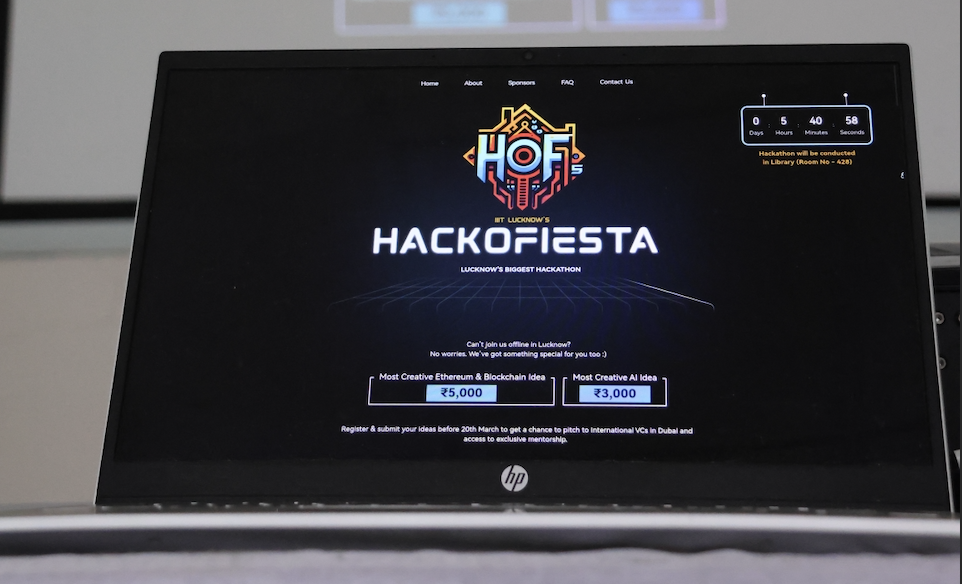 Home About Sponsors FAQ Contact Us
0 5 40 58
Days Hours Minutes Seconds
Hackathon will be conducted
in Library (Room No - 428)
HOF
5
IIIT LUCKNOW'S
HACKOFIESTA
LUCKNOW'S BIGGEST HACKATHON
Can't join us offline in Lucknow?
No worries, We've got something special for you too :)
Most Creative Ethereum & Blockchain Idea
₹5,000
Most Creative AI Idea
₹3,000
Register & submit your ideas before 20th March to get a chance to pitch to International VCs in Dubai and
access to exclusive mentorship.
hp